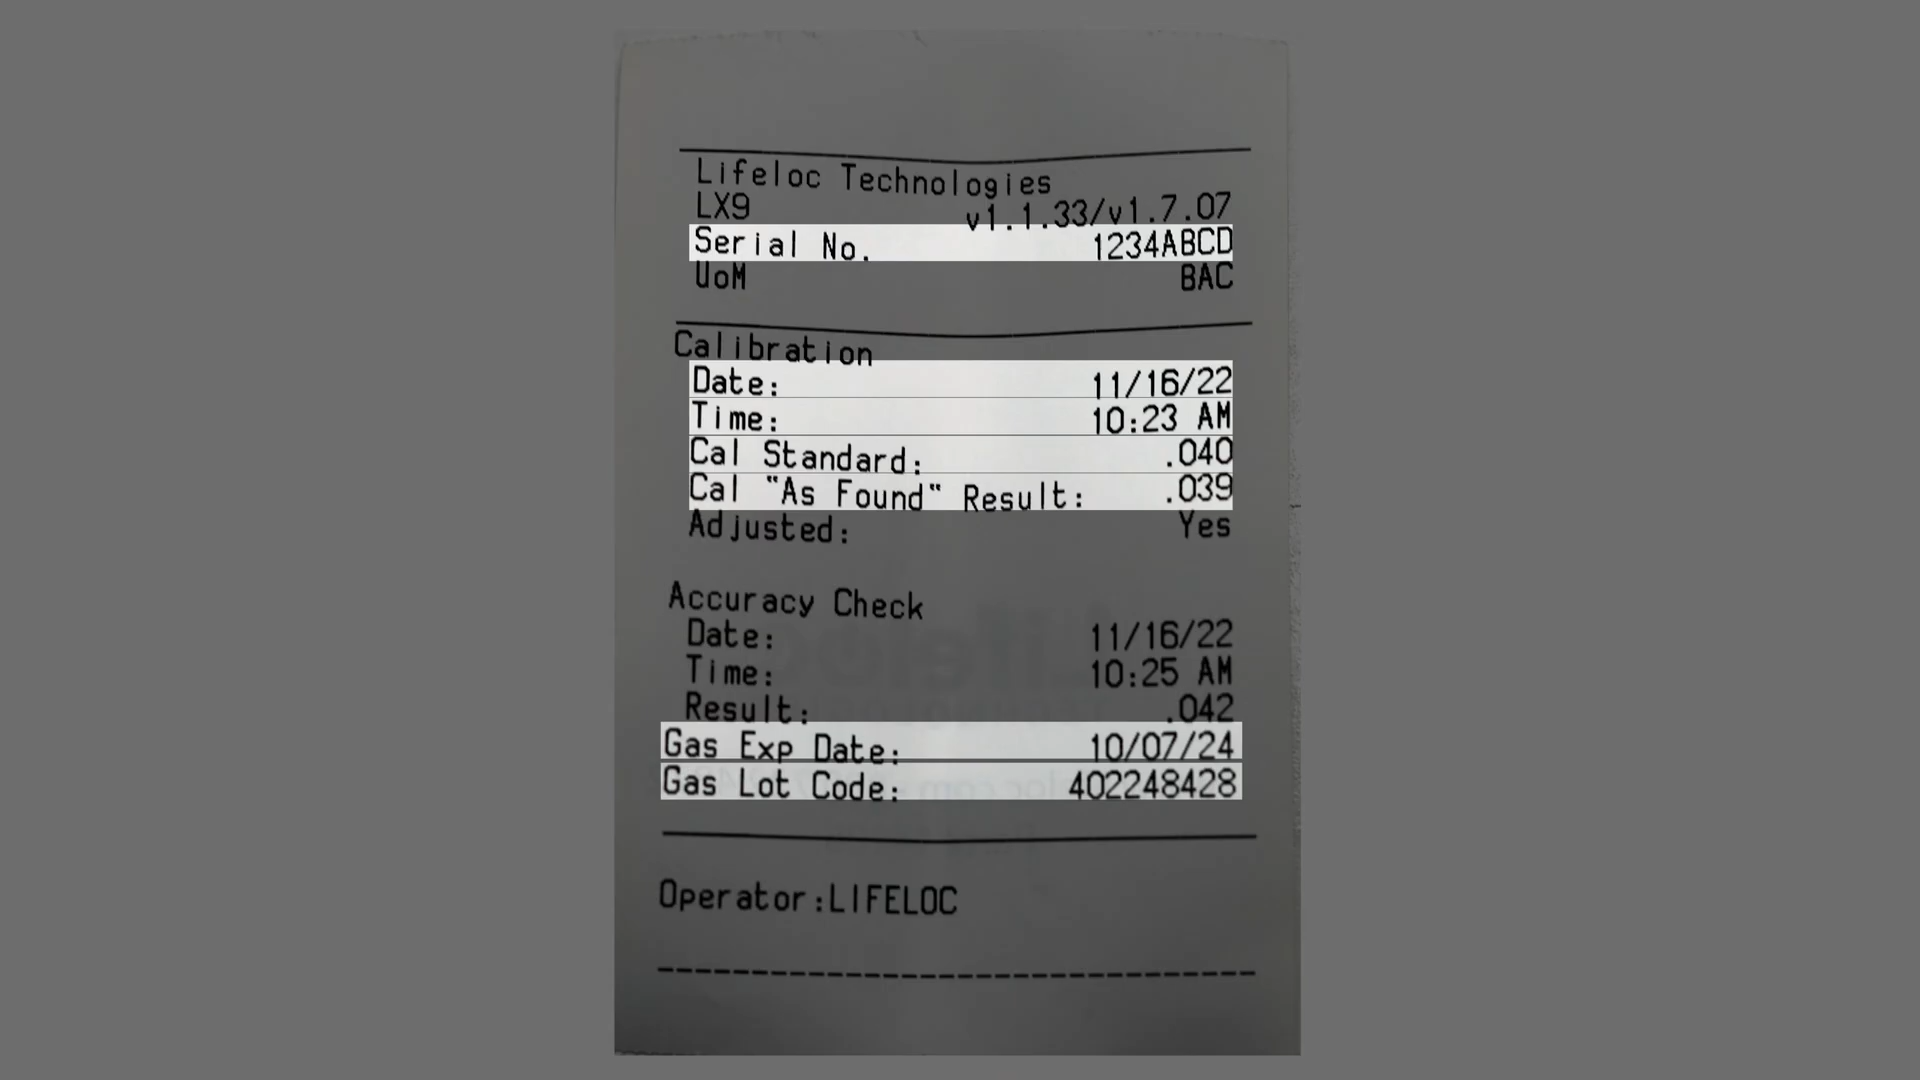 Lifeloc Technologies
LX9 v1.1.33/v1.7.07
Serial No. 1234ABCD
UoM BAC
Calibration
Date: 11/16/22
Time: 10:23 AM
Cal Standard: .040
Cal "As Found" Result: .039
Adjusted: Yes
Accuracy Check
Date: 11/16/22
Time: 10:25 AM
Result: .042
Gas Exp Date: 10/07/24
Gas Lot Code: 402248428
Operator:LIFELOC